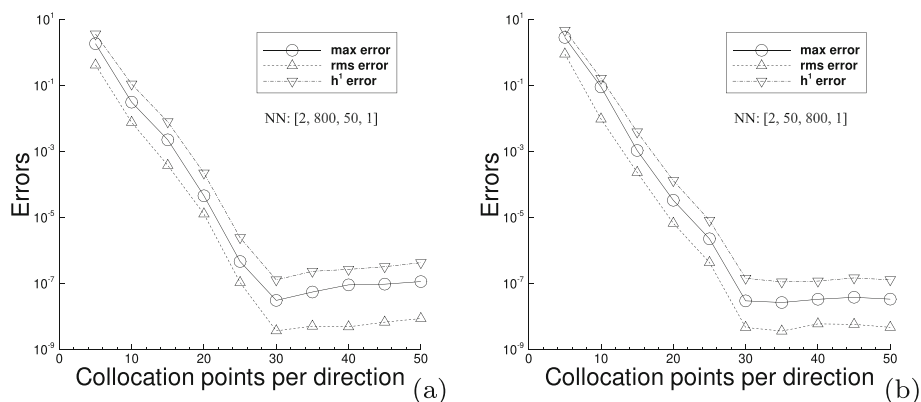 10^1
10^-1
10^-3
10^-5
10^-7
10^-9
Errors
max error
rms error
h^1 error
NN: [2, 800, 50, 1]
0 10 20 30 40 50
Collocation points per direction
(a)
10^1
10^-1
10^-3
10^-5
10^-7
10^-9
Errors
max error
rms error
h^1 error
NN: [2, 50, 800, 1]
0 10 20 30 40 50
Collocation points per direction
(b)